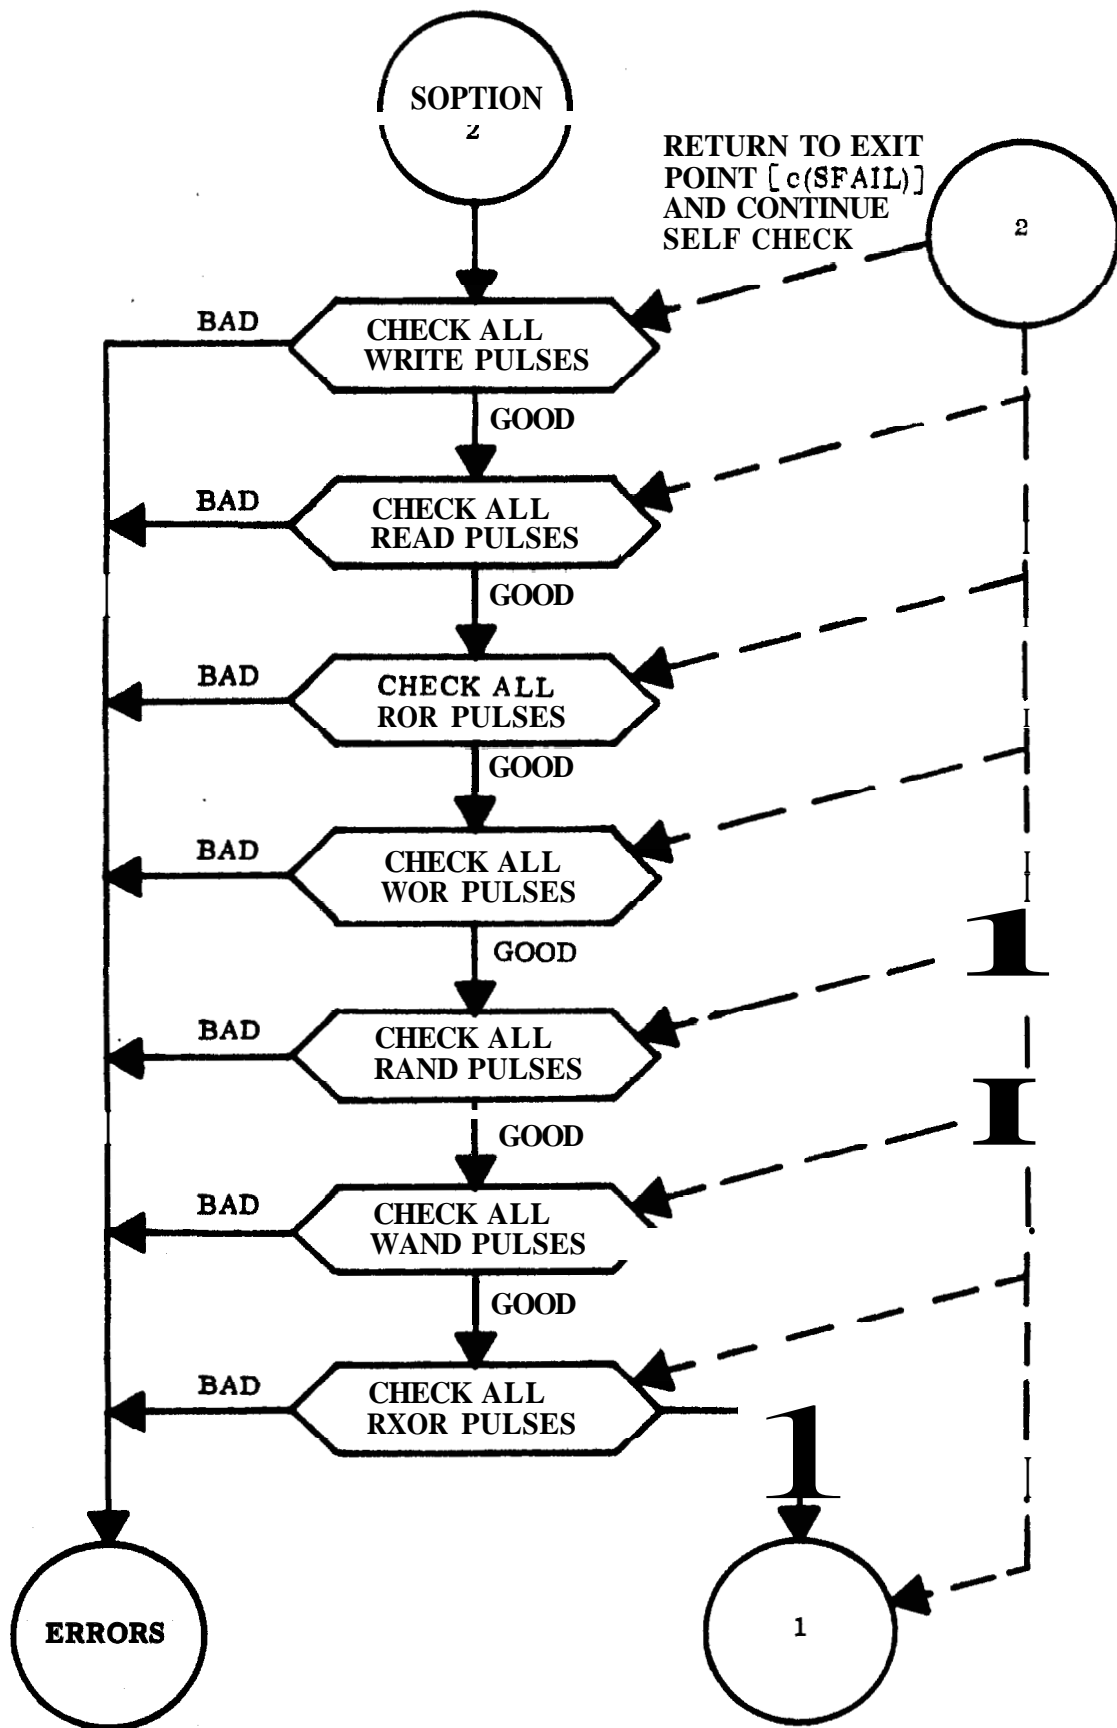 SOPTION
2
RETURN TO EXIT
POINT [c(SFAIL)]
AND CONTINUE
SELF CHECK
2
BAD
CHECK ALL
WRITE PULSES
GOOD
BAD
CHECK ALL
READ PULSES
GOOD
BAD
CHECK ALL
ROR PULSES
GOOD
BAD
CHECK ALL
WOR PULSES
GOOD
BAD
CHECK ALL
RAND PULSES
GOOD
BAD
CHECK ALL
WAND PULSES
GOOD
BAD
CHECK ALL
RXOR PULSES
ERRORS
1